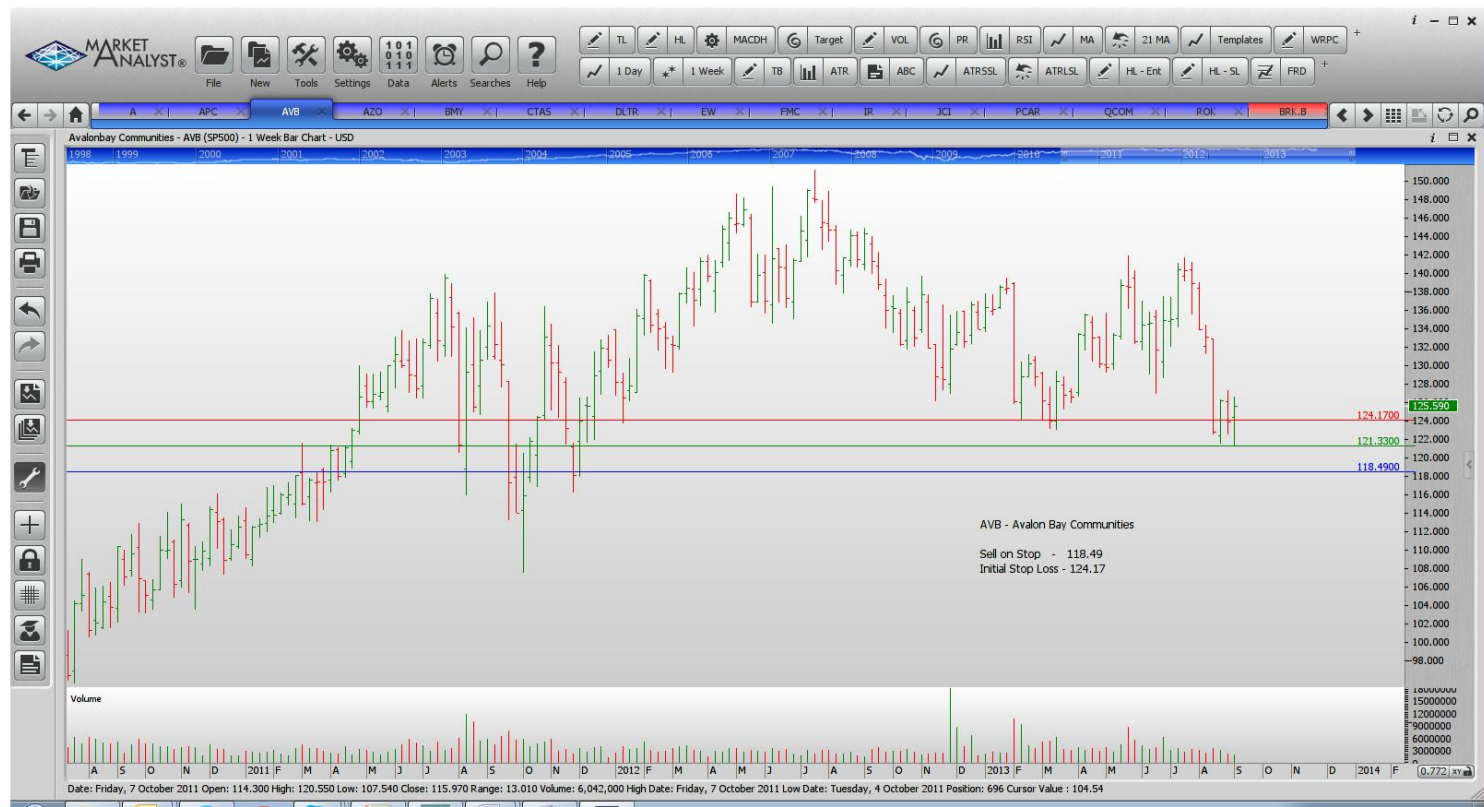 i
MARKET ANALYST®
File New Tools Settings Data Alerts Searches Help
TL HL MACDH Target VOL PR RSI MA 21 MA Templates WRPC +
1 Day 1 Week TB ATR ABC ATRSSL ATRLSL HL - Ent HL - SL FRD +
A APC AVB AZO BMY CTAS DLTR EW FMC IR JCI PCAR QCOM ROK BRK.B
Avalonbay Communities - AVB (SP500) - 1 Week Bar Chart - USD
i
1998 1999 2000 2001 2002 2003 2004 2005 2006 2007 2008 2009 2010 2011 2012 2013
150.000
148.000
146.000
144.000
142.000
140.000
138.000
136.000
134.000
132.000
130.000
128.000
125.590
124.1700
124.000
121.3300
122.000
120.000
118.4900
118.000
116.000
114.000
112.000
110.000
108.000
106.000
104.000
102.000
100.000
98.000
AVB - Avalon Bay Communities
Sell on Stop - 118.49
Initial Stop Loss - 124.17
Volume
15000000
12000000
9000000
6000000
3000000
A S O N D 2011 F M A M J J A S O N D 2012 F M A M J J A S O N D 2013 F M A M J J A S O N D 2014 F
0.772 XY
Date: Friday, 7 October 2011 Open: 114.300 High: 120.550 Low: 107.540 Close: 115.970 Range: 13.010 Volume: 6,042,000 High Date: Friday, 7 October 2011 Low Date: Tuesday, 4 October 2011 Position: 696 Cursor Value : 104.54